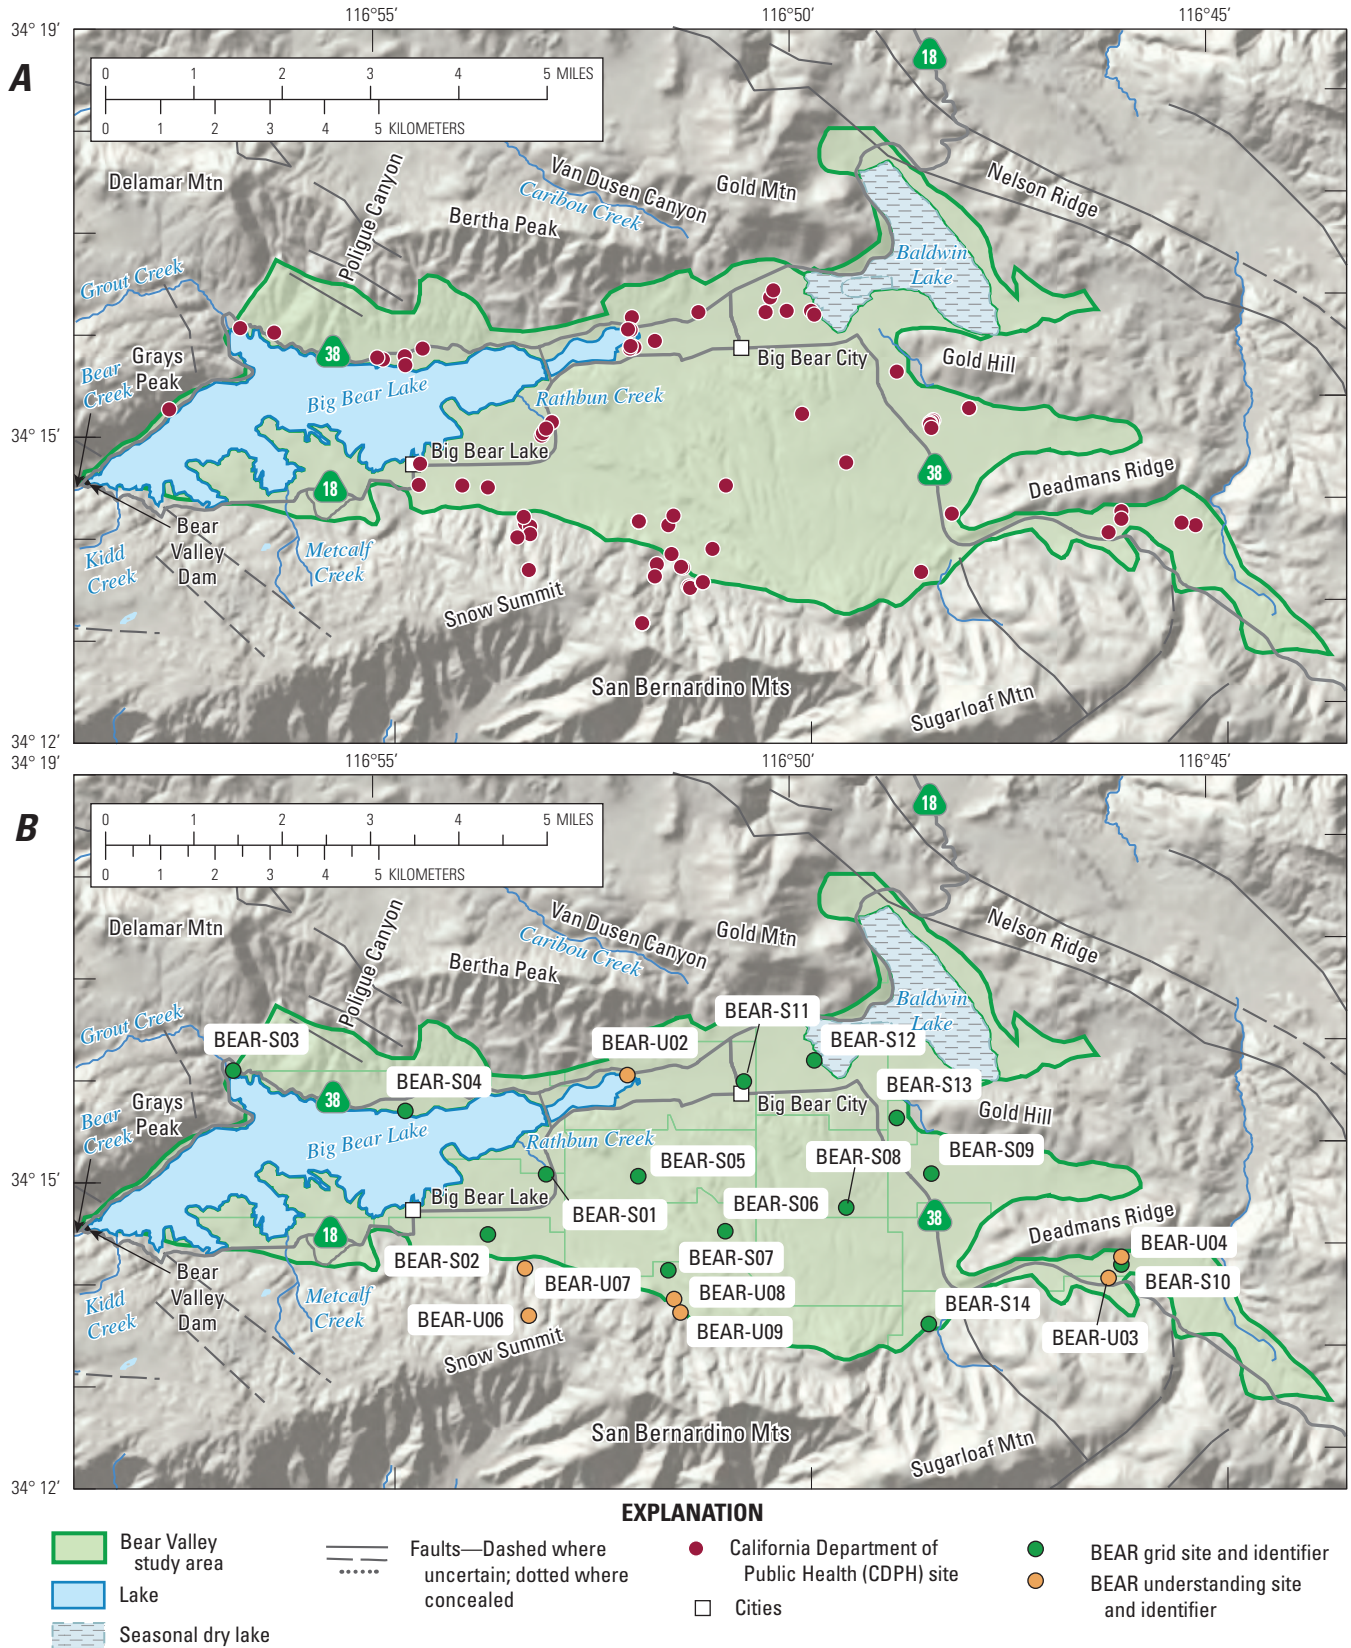 116°55′ 116°50′ 116°45′
34° 19′
A
0 1 2 3 4 5 MILES
0 1 2 3 4 5 KILOMETERS
18
Delamar Mtn
Poligue Canyon
Van Dusen Canyon
Caribou Creek
Gold Mtn
Nelson Ridge
Bertha Peak
Grout Creek
Baldwin
Lake
Grays
Peak
Bear
Creek
38
Big Bear City
Gold Hill
Big Bear Lake
Rathbun Creek
34° 15′
Big Bear Lake
18
38
Deadmans Ridge
Bear
Valley
Dam
Kidd
Creek
Metcalf
Creek
Snow Summit
San Bernardino Mts
Sugarloaf Mtn
34° 12′
34° 19′
116°55′ 116°50′ 116°45′
B
0 1 2 3 4 5 MILES
0 1 2 3 4 5 KILOMETERS
18
Delamar Mtn
Poligue Canyon
Van Dusen Canyon
Caribou Creek
Gold Mtn
Nelson Ridge
Bertha Peak
Grout Creek
Baldwin
Lake
BEAR-S03
BEAR-U02
BEAR-S11
BEAR-S12
BEAR-S04
BEAR-S13
Grays
Peak
Bear
Creek
38
Big Bear City
Gold Hill
Big Bear Lake
Rathbun Creek
BEAR-S05
BEAR-S08
BEAR-S09
34° 15′
Big Bear Lake
BEAR-S01
BEAR-S06
18
38
Deadmans Ridge
BEAR-U04
BEAR-S02
BEAR-S07
BEAR-S10
Bear
Valley
Dam
Kidd
Creek
Metcalf
Creek
BEAR-U07
BEAR-U08
BEAR-S14
BEAR-U06
BEAR-U09
BEAR-U03
Snow Summit
San Bernardino Mts
Sugarloaf Mtn
34° 12′
EXPLANATION
Bear Valley
study area
Lake
Seasonal dry lake
Faults—Dashed where
uncertain; dotted where
concealed
California Department of
Public Health (CDPH) site
Cities
BEAR grid site and identifier
BEAR understanding site
and identifier